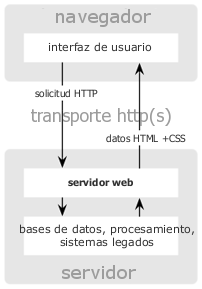 navegador
interfaz de usuario
solicitud HTTP
transporte http(s)
datos HTML +CSS
servidor web
bases de datos, procesamiento,
sistemas legados
servidor